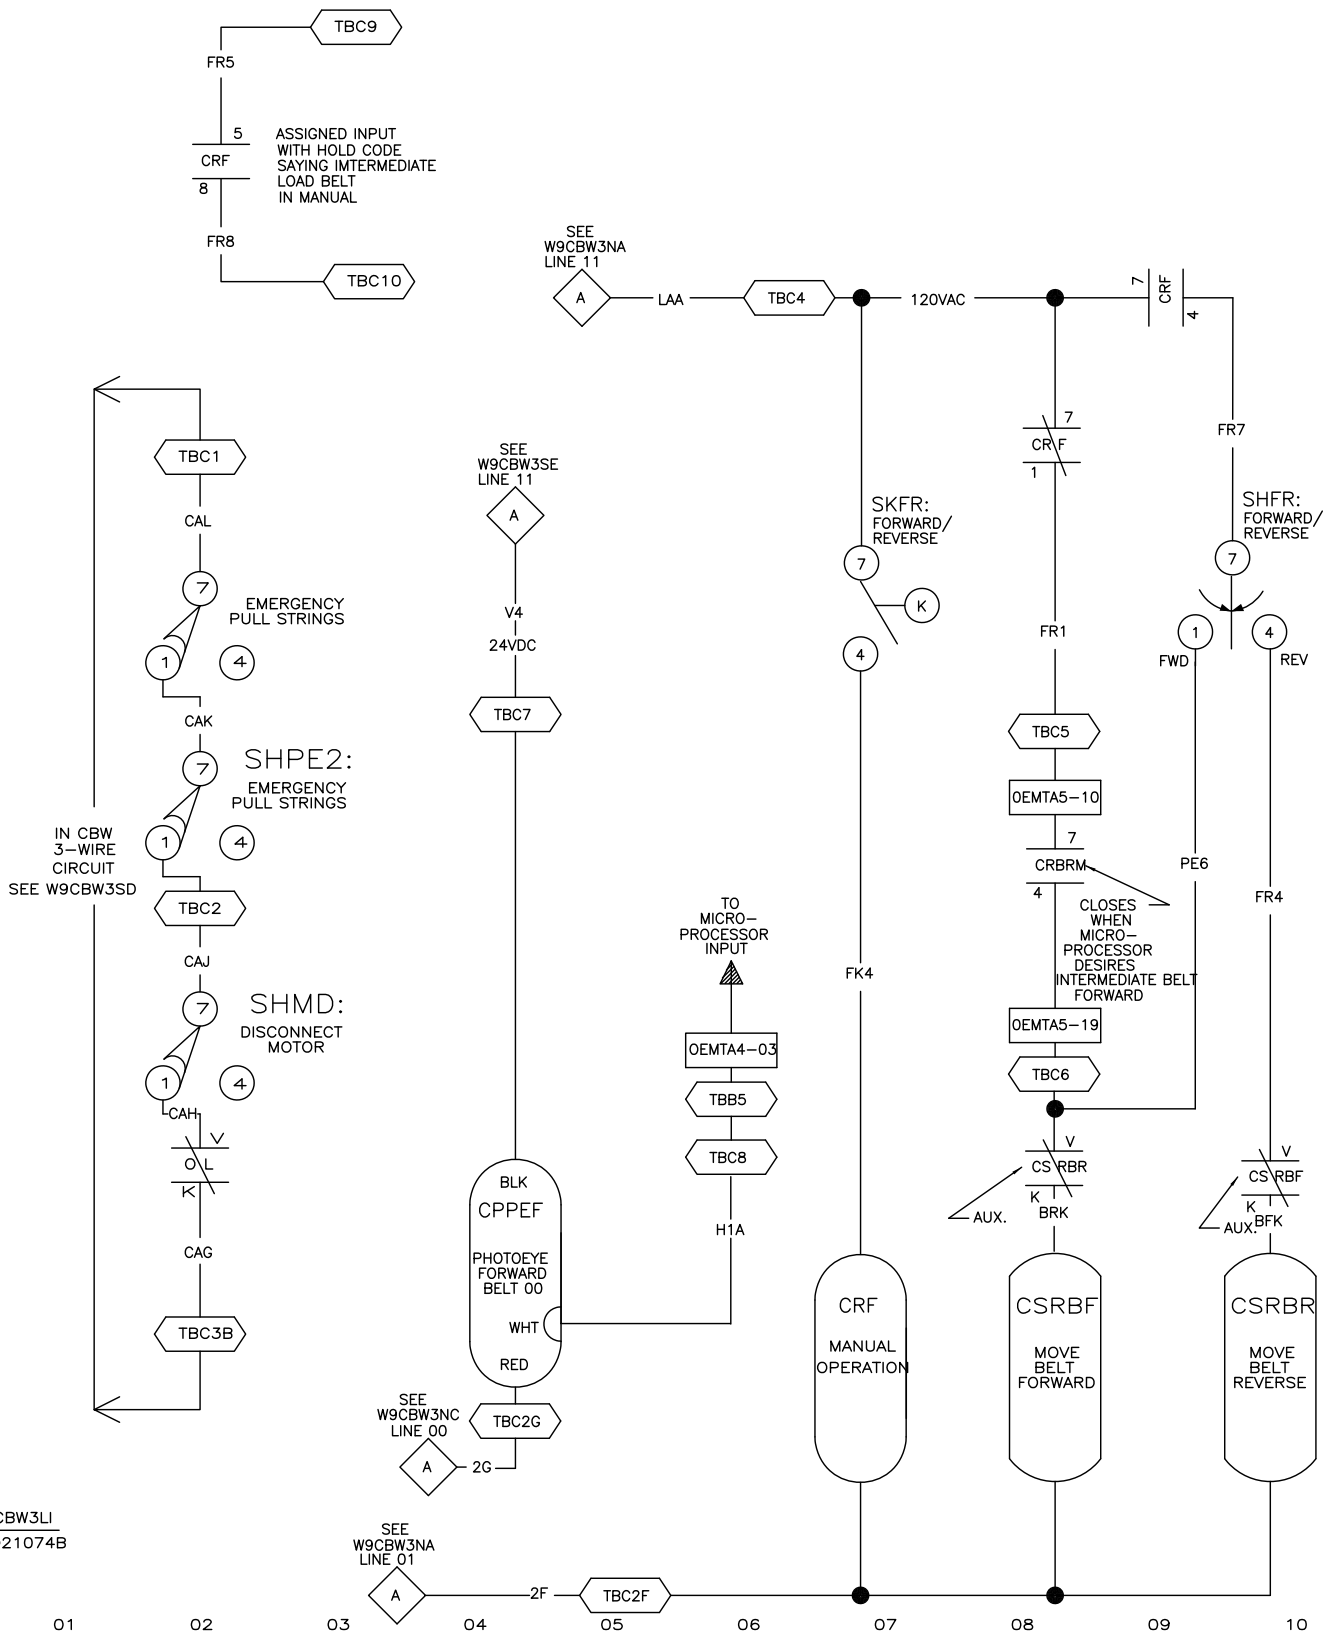 TBC9
FR5
5
CRF
8
ASSIGNED INPUT
WITH HOLD CODE
SAYING IMTERMEDIATE
LOAD BELT
IN MANUAL
FR8
TBC10
SEE
W9CBW3NA
LINE 11
A
LAA
TBC4
120VAC
7
CRF
4
FR7
IN CBW
3-WIRE
CIRCUIT
SEE W9CBW3SD
TBC1
CAL
7
EMERGENCY
PULL STRINGS
1
4
CAK
7
SHPE2:
EMERGENCY
PULL STRINGS
1
4
TBC2
CAJ
7
SHMD:
DISCONNECT
MOTOR
1
4
CAH
V
OL
K
CAG
TBC3B
SEE
W9CBW3SE
LINE 11
A
V4
24VDC
TBC7
BLK
CPPEF
PHOTOEYE
FORWARD
BELT 00
WHT
RED
TBC2G
SEE
W9CBW3NC
LINE 00
A
2G
TO
MICRO-
PROCESSOR
INPUT
0EMTA4-03
TBB5
TBC8
H1A
SKFR:
FORWARD/
REVERSE
7
K
4
FK4
CRF
MANUAL
OPERATION
7
CRF
1
FR1
TBC5
0EMTA5-10
7
CRBRM
4
CLOSES
WHEN
MICRO-
PROCESSOR
DESIRES
INTERMEDIATE BELT
FORWARD
0EMTA5-19
TBC6
V
CSRBR
K
AUX.
BRK
CSRBF
MOVE
BELT
FORWARD
SHFR:
FORWARD/
REVERSE
7
1
4
FWD
REV
PE6
FR4
V
CSRBF
K
AUX.
BFK
CSRBR
MOVE
BELT
REVERSE
CBW3LI
21074B
SEE
W9CBW3NA
LINE 01
A
2F
TBC2F
01 02 03 04 05 06 07 08 09 10